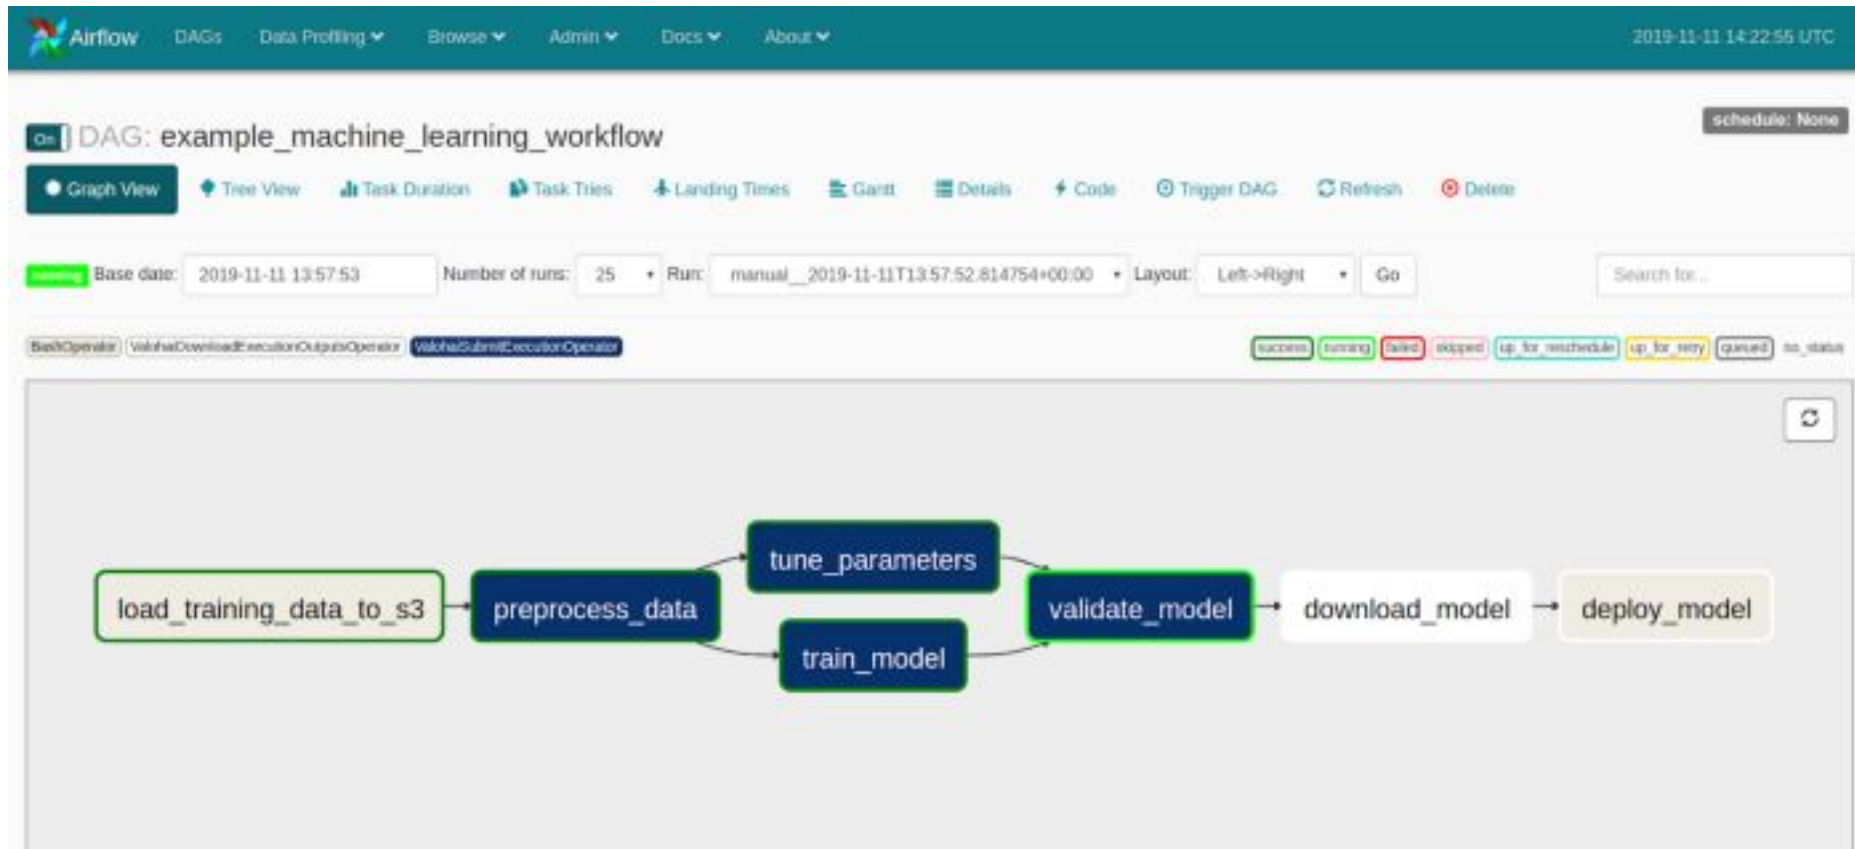 Airflow DAGs Data Profiling Browse Admin Docs About 2019-11-11 14:22:55 UTC
schedule: None
On DAG: example_machine_learning_workflow
Graph View Tree View Task Duration Task Tries Landing Times Gantt Details Code Trigger DAG Refresh Delete
running Base date: 2019-11-11 13:57:53 Number of runs: 25 Run: manual__2019-11-11T13:57:52.814754+00:00 Layout: Left->Right Go Search for...
BashOperator ValohaiDownloadExecutionOutputsOperator ValohaiSubmitExecutionOperator success running failed skipped up_for_reschedule up_for_retry queued no_status
tune_parameters
load_training_data_to_s3 preprocess_data validate_model download_model deploy_model
train_model